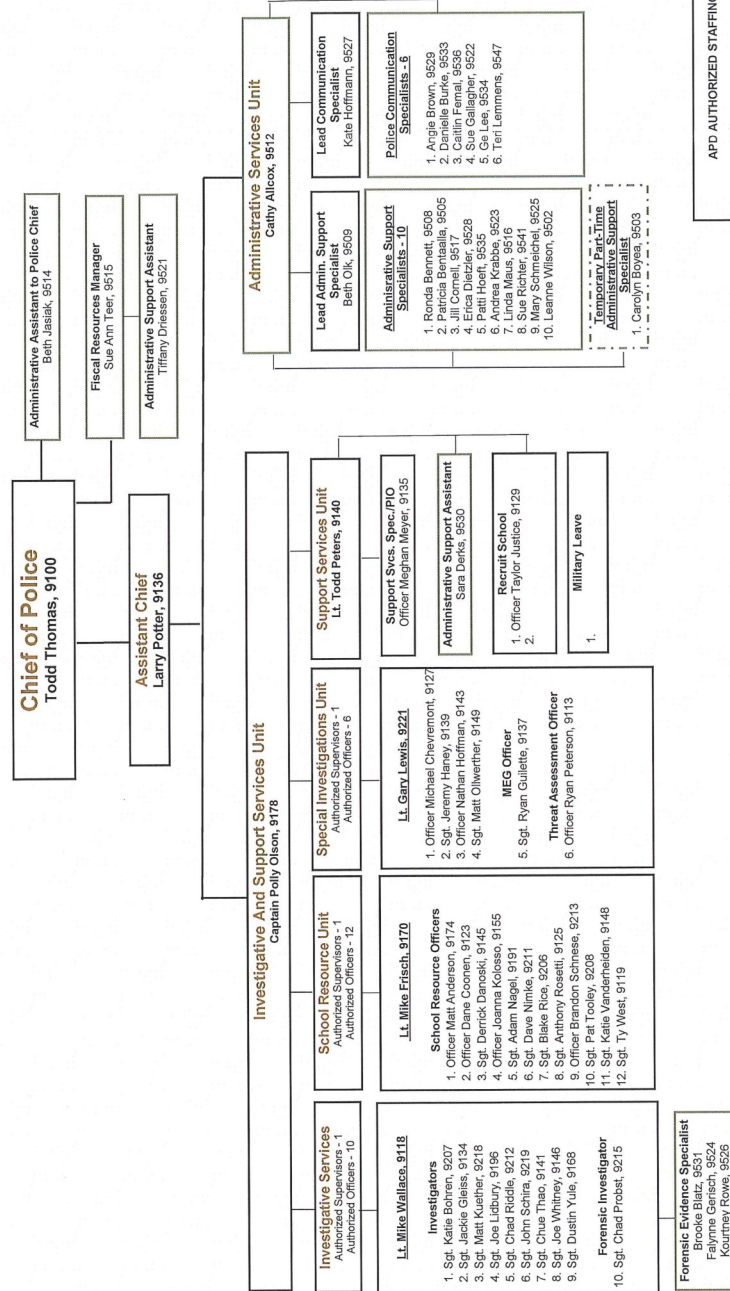 Chief of Police
Todd Thomas, 9100
Administrative Assistant to Police Chief
Beth Jasiak, 9514
Fiscal Resources Manager
Sue Ann Teer, 9515
Administrative Support Assistant
Tiffany Driessen, 9521
Assistant Chief
Larry Potter, 9136
Investigative And Support Services Unit
Captain Polly Olson, 9178
Investigative Services
Authorized Supervisors - 1
Authorized Officers - 10
Lt. Mike Wallace, 9118
Investigators
1. Sgt. Katie Bohren, 9207
2. Sgt. Jackie Gleiss, 9134
3. Sgt. Matt Kuether, 9218
4. Sgt. Joe Lidbury, 9196
5. Sgt. Chad Riddle, 9212
6. Sgt. John Schira, 9219
7. Sgt. Chue Thao, 9141
8. Sgt. Joe Whitney, 9146
9. Sgt. Dustin Yule, 9168
Forensic Investigator
10. Sgt. Chad Probst, 9215
Forensic Evidence Specialist
Brooke Blatz, 9531
Falynne Gerisch, 9524
Kourtney Rowe, 9526
School Resource Unit
Authorized Supervisors - 1
Authorized Officers - 12
Lt. Mike Frisch, 9170
School Resource Officers
1. Officer Matt Anderson, 9174
2. Officer Dane Coonen, 9123
3. Sgt. Derrick Danoski, 9145
4. Officer Joanna Kolosso, 9155
5. Sgt. Adam Nagel, 9191
6. Sgt. Dave Nimke, 9211
7. Sgt. Blake Rice, 9206
8. Sgt. Anthony Rosetti, 9125
9. Officer Brandon Schnese, 9213
10. Sgt. Pat Tooley, 9208
11. Sgt. Katie Vanderheiden, 9148
12. Sgt. Ty West, 9119
Special Investigations Unit
Authorized Supervisors - 1
Authorized Officers - 6
Lt. Gary Lewis, 9221
1. Officer Michael Chevremont, 9127
2. Sgt. Jeremy Haney, 9139
3. Officer Nathan Hoffman, 9143
4. Sgt. Matt Ollwerther, 9149
MEG Officer
5. Sgt. Ryan Guilette, 9137
Threat Assessment Officer
6. Officer Ryan Peterson, 9113
Support Services Unit
Lt. Todd Peters, 9140
Support Svcs. Spec./PIO
Officer Meghan Meyer, 9135
Administrative Support Assistant
Sara Derks, 9530
Recruit School
1. Officer Taylor Justice, 9129
2.
Military Leave
1.
Administrative Services Unit
Cathy Allcox, 9512
Lead Admin. Support
Specialist
Beth Olk, 9509
Adminisrative Support
Specialists - 10
1. Ronda Bennett, 9508
2. Patricia Bentaalla, 9505
3. Jill Cornell, 9517
4. Erica Dietzler, 9528
5. Patti Hoeft, 9535
6. Andrea Krabbe, 9523
7. Linda Maus, 9516
8. Sue Richter, 9541
9. Mary Schmeichel, 9525
10. Leanne Wilson, 9502
Temporary Part-Time
Administrative Support
Specialist
1. Carolyn Boyea, 9503
Lead Communication
Specialist
Kate Hoffmann, 9527
Police Communication
Specialists - 6
1. Angie Brown, 9529
2. Danielle Burke, 9533
3. Caitlin Femal, 9536
4. Sue Gallagher, 9522
5. Ge Lee, 9534
6. Teri Lemmens, 9547
APD AUTHORIZED STAFFING